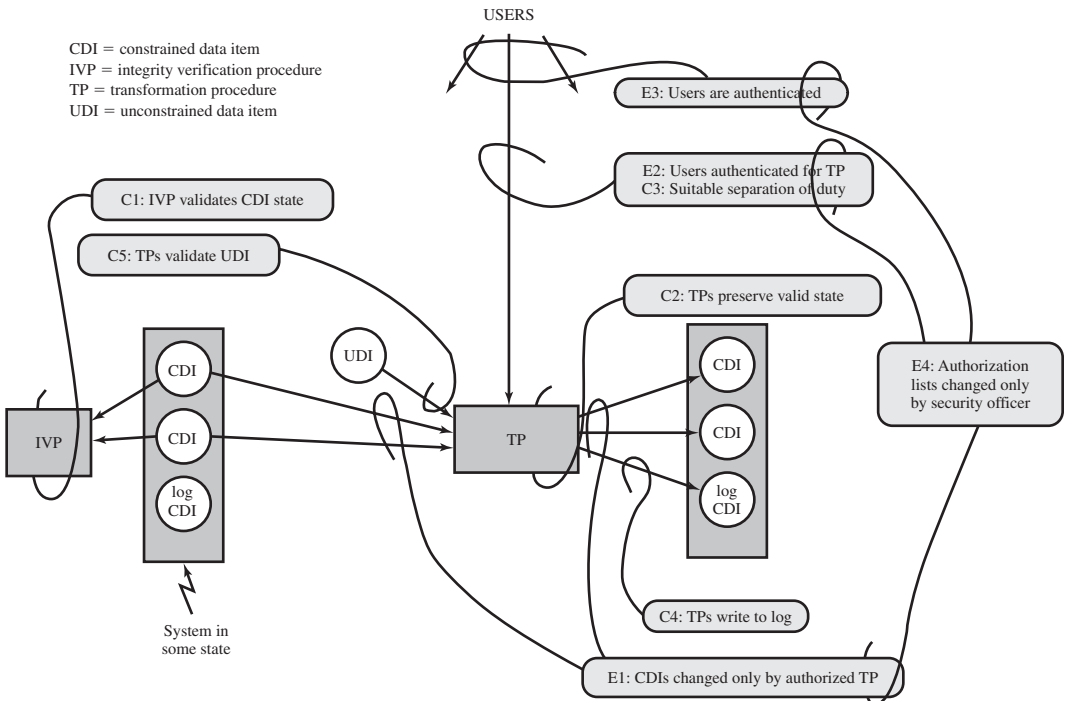 USERS
CDI = constrained data item
IVP = integrity verification procedure
TP = transformation procedure
UDI = unconstrained data item
E3: Users are authenticated
E2: Users authenticated for TP
C3: Suitable separation of duty
C1: IVP validates CDI state
C5: TPs validate UDI
C2: TPs preserve valid state
UDI
CDI
CDI
log
CDI
IVP
TP
CDI
CDI
log
CDI
E4: Authorization
lists changed only
by security officer
C4: TPs write to log
System in
some state
E1: CDIs changed only by authorized TP